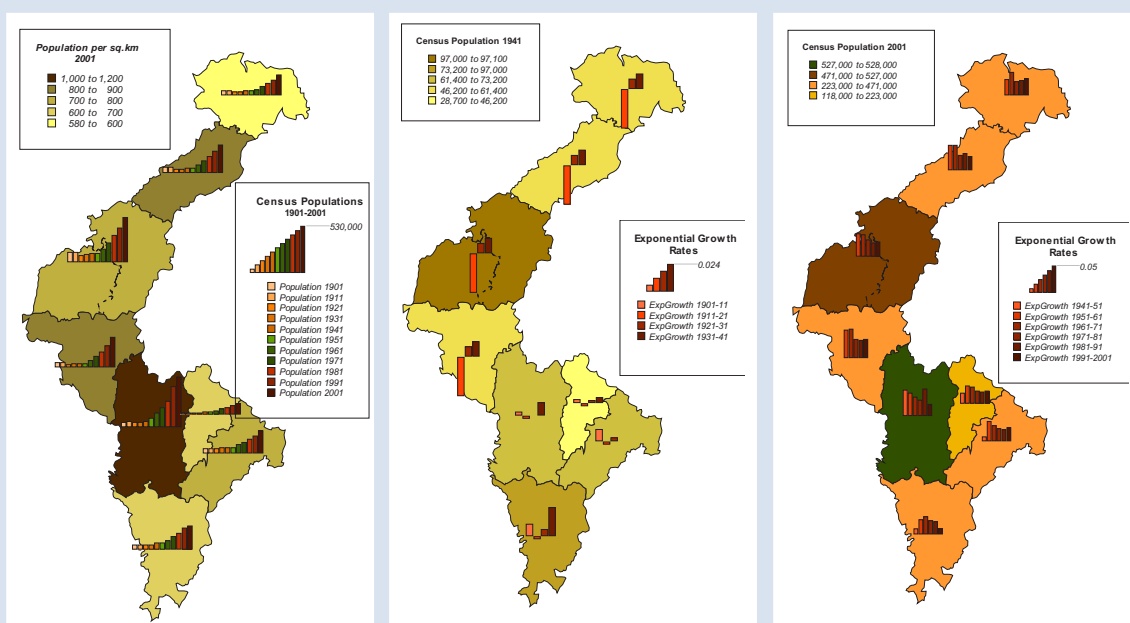 Population per sq.km
2001
1,000 to 1,200
800 to 900
700 to 800
600 to 700
580 to 600
Census Populations
1901-2001
530,000
Population 1901
Population 1911
Population 1921
Population 1931
Population 1941
Population 1951
Population 1961
Population 1971
Population 1981
Population 1991
Population 2001
Census Population 1941
97,000 to 97,100
73,200 to 97,000
61,400 to 73,200
46,200 to 61,400
28,700 to 46,200
Exponential Growth
Rates
0.024
ExpGrowth 1901-11
ExpGrowth 1911-21
ExpGrowth 1921-31
ExpGrowth 1931-41
Census Population 2001
527,000 to 528,000
471,000 to 527,000
223,000 to 471,000
118,000 to 223,000
Exponential Growth
Rates
0.05
ExpGrowth 1941-51
ExpGrowth 1951-61
ExpGrowth 1961-71
ExpGrowth 1971-81
ExpGrowth 1981-91
ExpGrowth 1991-2001